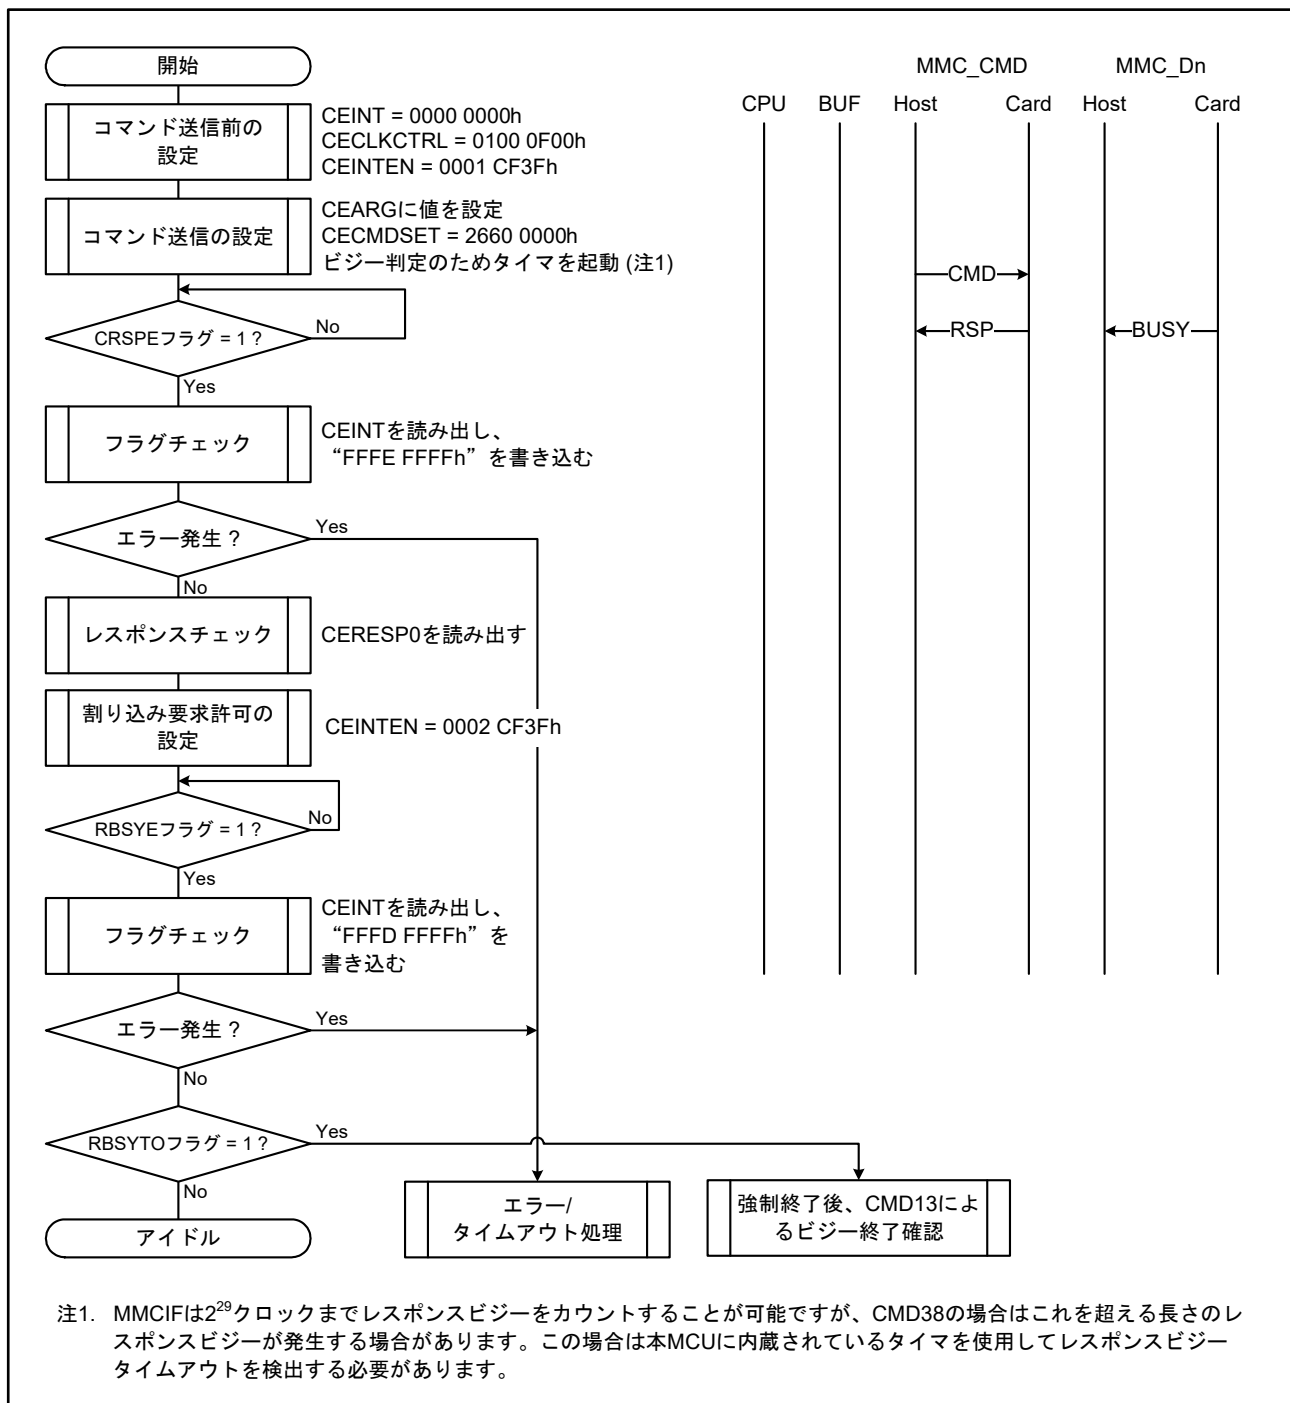 開始
コマンド送信前の
設定
CEINT = 0000 0000h
CECLKCTRL = 0100 0F00h
CEINTEN = 0001 CF3Fh
コマンド送信の設定
CEARGに値を設定
CECMDSET = 2660 0000h
ビジー判定のためタイマを起動 (注1)
CRSPEフラグ = 1 ?
No
Yes
フラグチェック
CEINTを読み出し、
“FFFE FFFFh”を書き込む
エラー発生 ?
Yes
No
レスポンスチェック
CERESP0を読み出す
割り込み要求許可の
設定
CEINTEN = 0002 CF3Fh
RBSYEフラグ = 1 ?
No
Yes
フラグチェック
CEINTを読み出し、
“FFFD FFFFh”を
書き込む
エラー発生 ?
Yes
No
RBSYTOフラグ = 1 ?
Yes
No
アイドル
エラー/
タイムアウト処理
強制終了後、CMD13によ
るビジー終了確認
MMC_CMD MMC_Dn
CPU BUF Host Card Host Card
CMD
RSP BUSY
注1. MMCIFは2^29クロックまでレスポンスビジーをカウントすることが可能ですが、CMD38の場合はこれを超える長さのレ
スポンスビジーが発生する場合があります。この場合は本MCUに内蔵されているタイマを使用してレスポンスビジー
タイムアウトを検出する必要があります。